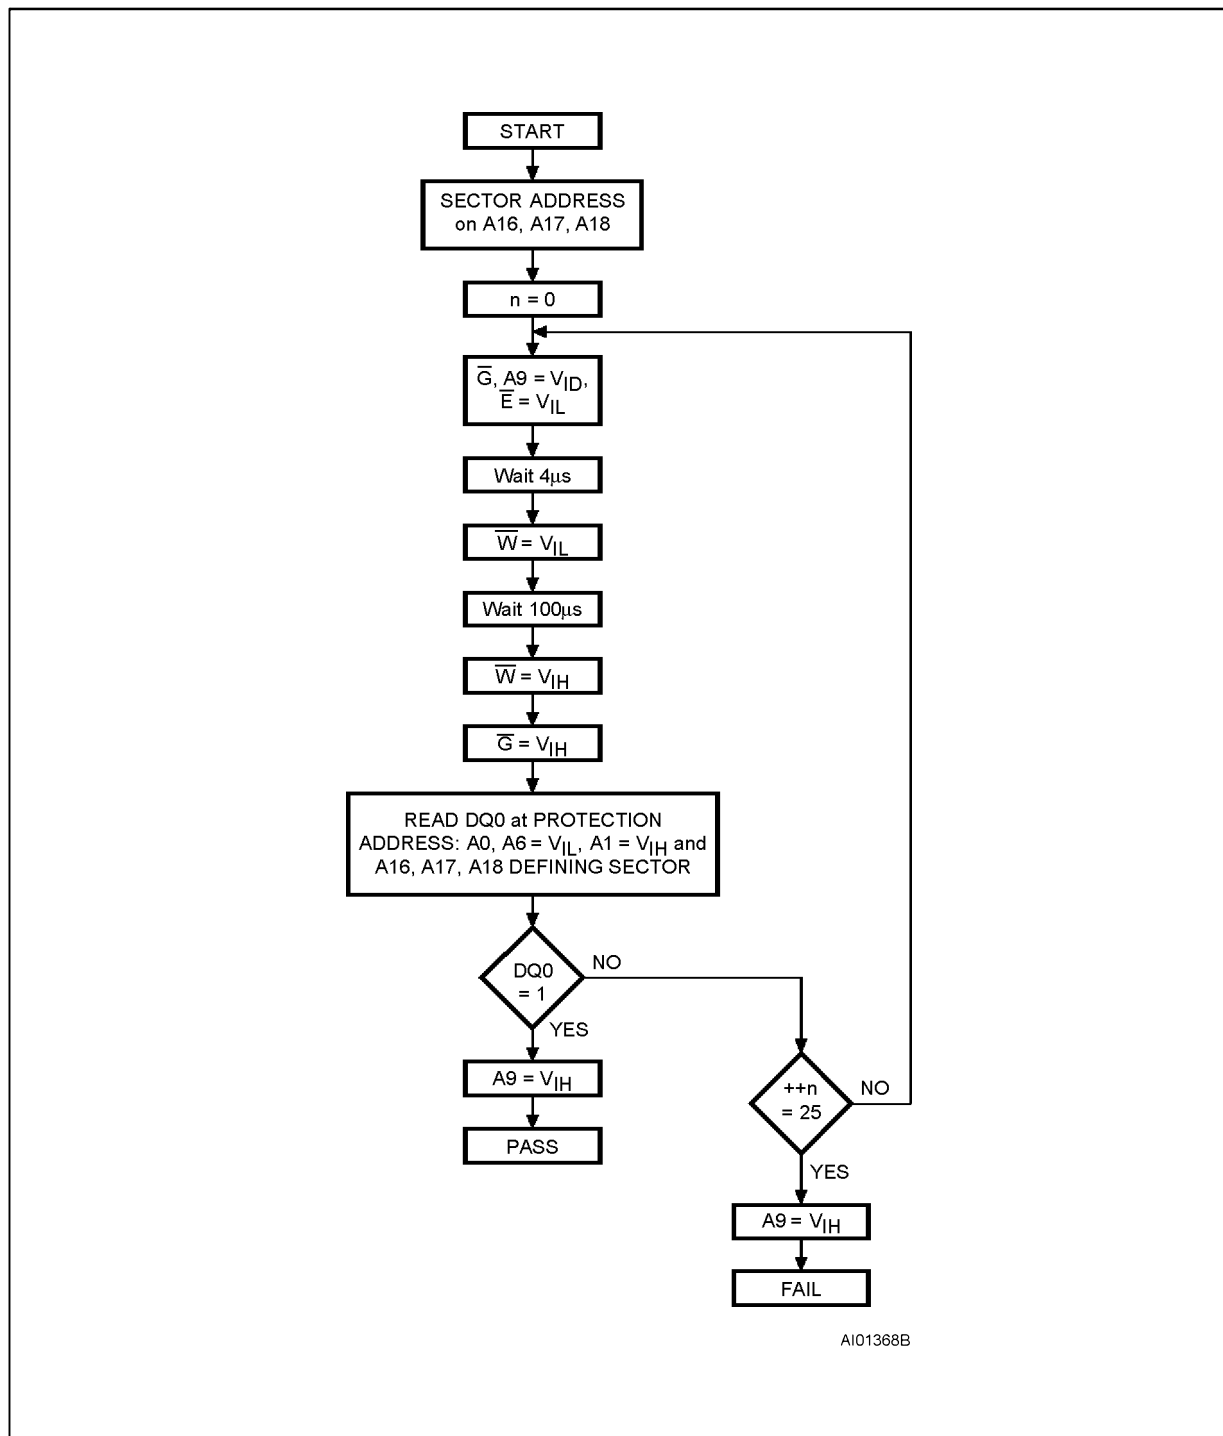 START
SECTOR ADDRESS
on A16, A17, A18
n = 0
G̅, A9 = VID,
E̅ = VIL
Wait 4µs
W̅ = VIL
Wait 100µs
W̅ = VIH
G̅ = VIH
READ DQ0 at PROTECTION
ADDRESS: A0, A6 = VIL, A1 = VIH and
A16, A17, A18 DEFINING SECTOR
DQ0
= 1
NO
YES
A9 = VIH
PASS
++n
= 25
NO
YES
A9 = VIH
FAIL
AI01368B